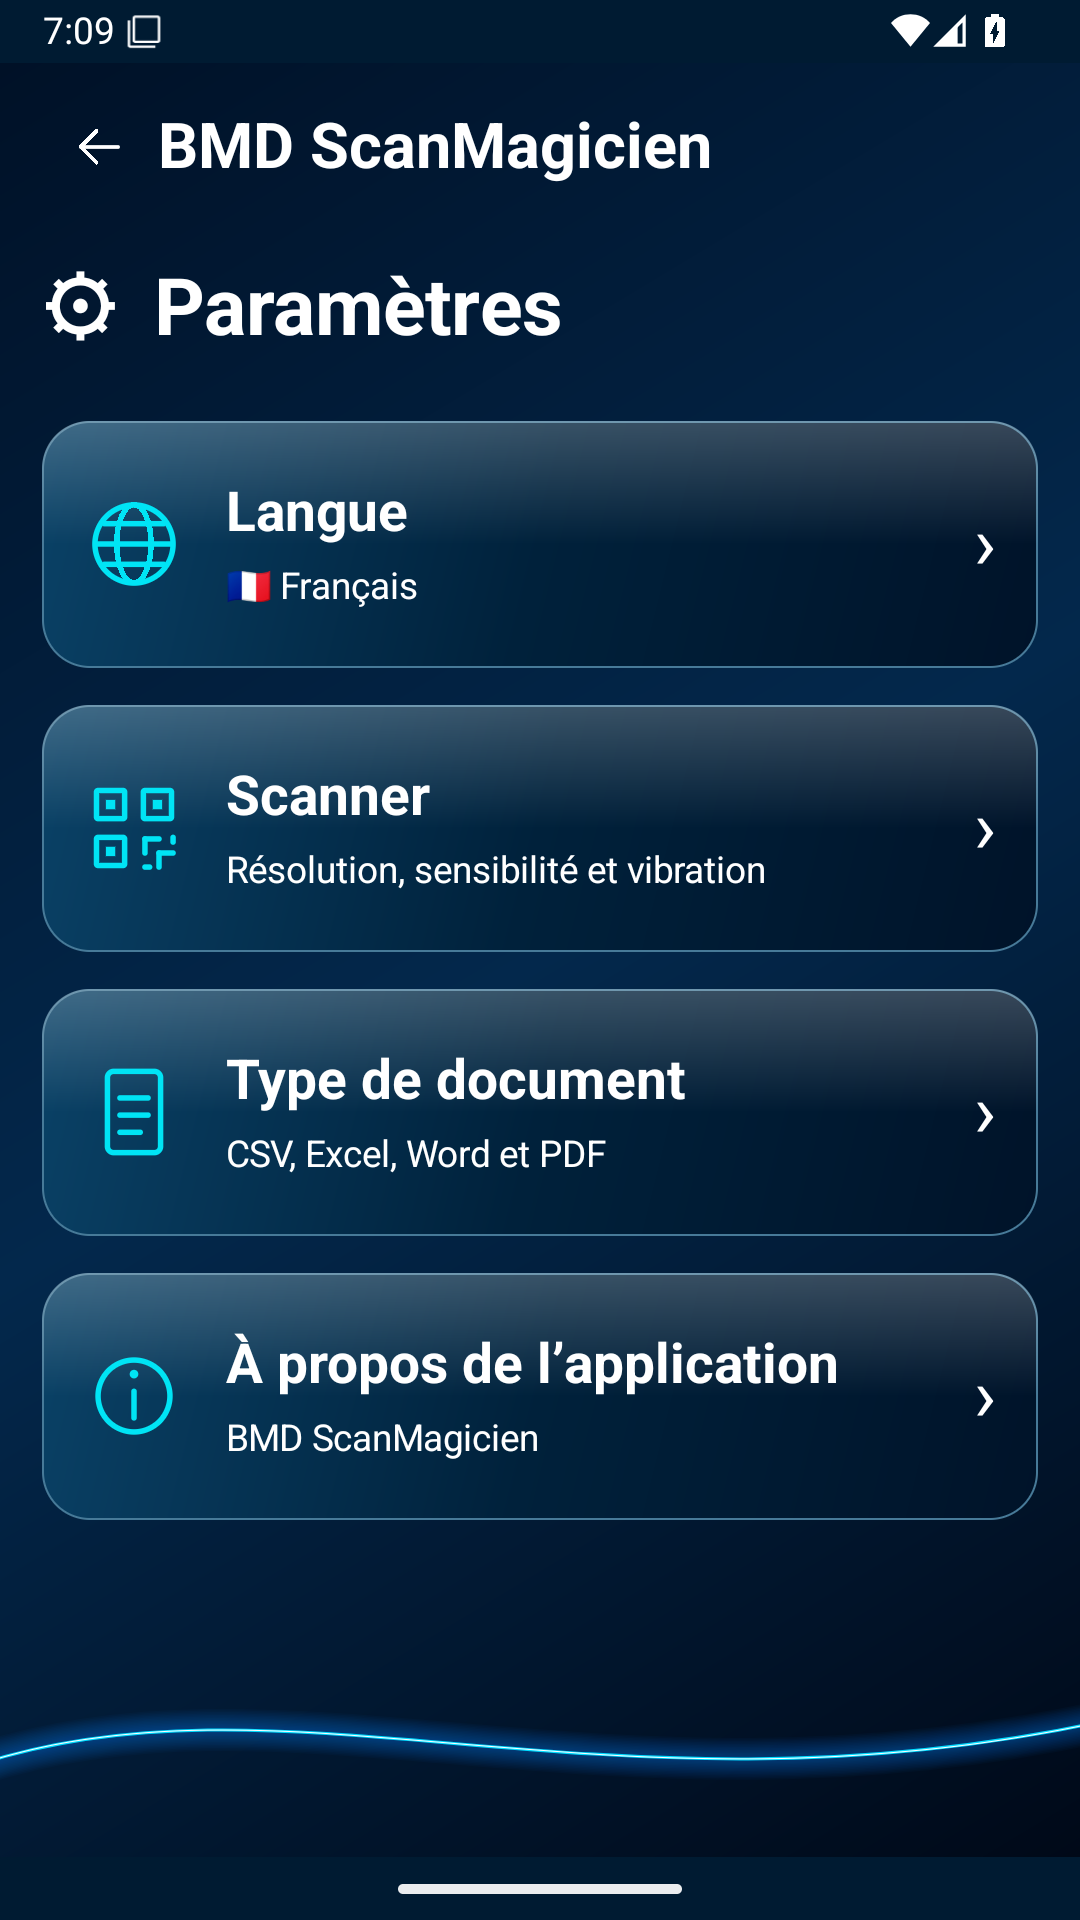 7:09
BMD ScanMagicien
Paramètres
Langue
🇫🇷 Français
Scanner
Résolution, sensibilité et vibration
Type de document
CSV, Excel, Word et PDF
À propos de l’application
BMD ScanMagicien